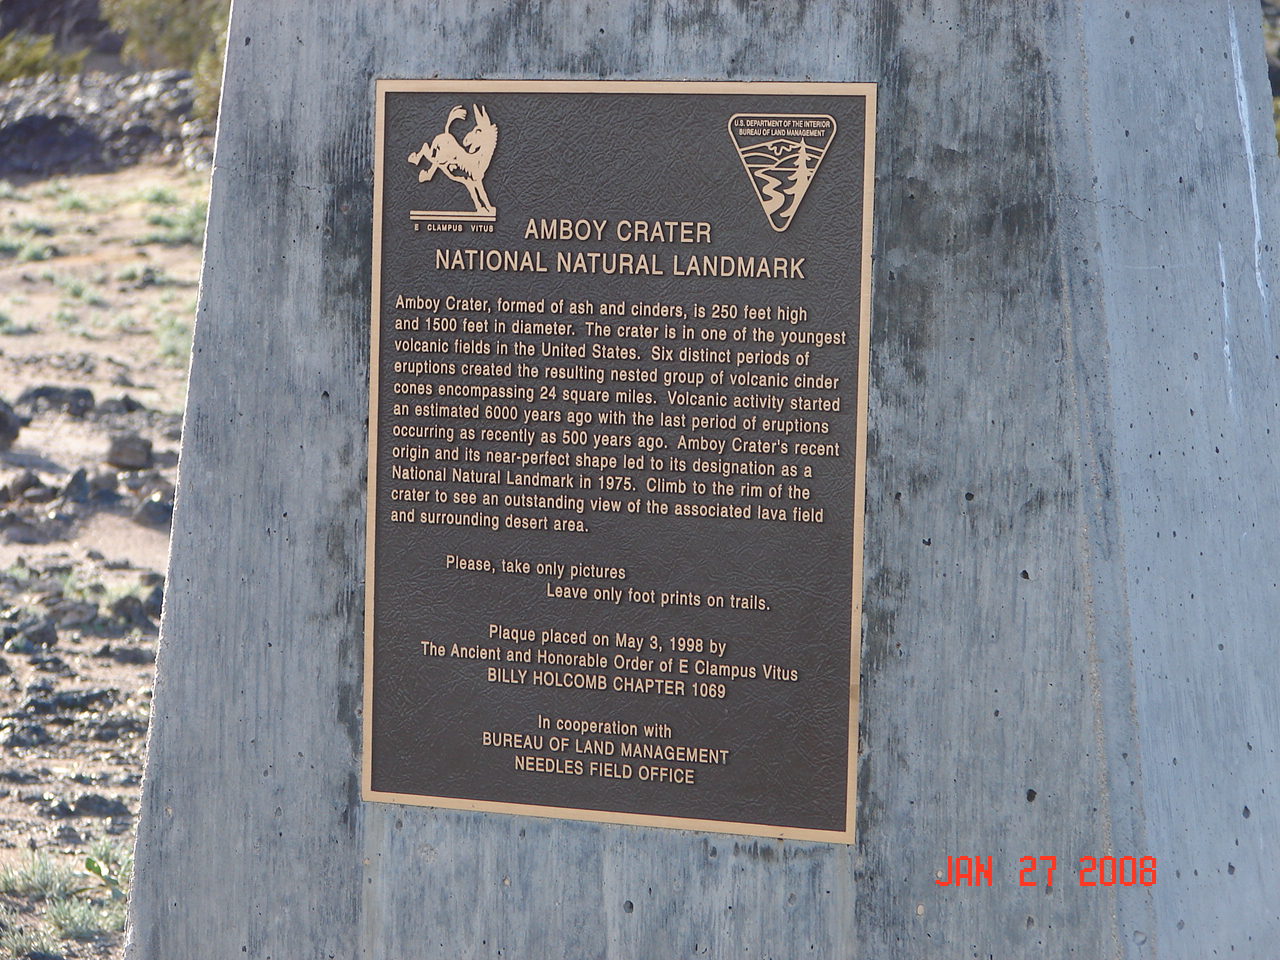 E CLAMPUS VITUS
U.S. DEPARTMENT OF THE INTERIOR
BUREAU OF LAND MANAGEMENT
AMBOY CRATER
NATIONAL NATURAL LANDMARK
Amboy Crater, formed of ash and cinders, is 250 feet high
and 1500 feet in diameter. The crater is in one of the youngest
volcanic fields in the United States. Six distinct periods of
eruptions created the resulting nested group of volcanic cinder
cones encompassing 24 square miles. Volcanic activity started
an estimated 6000 years ago with the last period of eruptions
occurring as recently as 500 years ago. Amboy Crater's recent
origin and its near-perfect shape led to its designation as a
National Natural Landmark in 1975. Climb to the rim of the
crater to see an outstanding view of the associated lava field
and surrounding desert area.
Please, take only pictures
Leave only foot prints on trails.
Plaque placed on May 3, 1998 by
The Ancient and Honorable Order of E Clampus Vitus
BILLY HOLCOMB CHAPTER 1069
In cooperation with
BUREAU OF LAND MANAGEMENT
NEEDLES FIELD OFFICE
JAN 27 2008